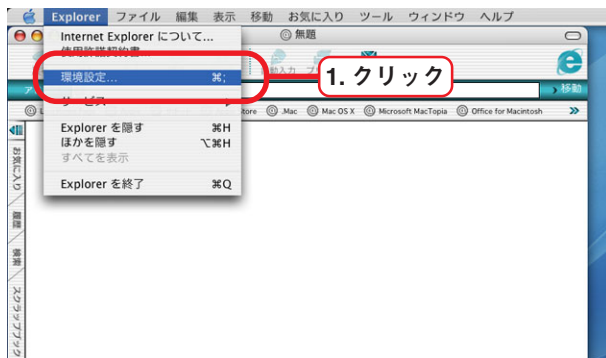 Explorer ファイル 編集 表示 移動 お気に入り ツール ウィンドウ ヘルプ
無題
Internet Explorer について...
使用許諾契約書
環境設定... ⌘;
1. クリック
移動
サービス
.Mac Mac OS X Microsoft MacTopia Office for Macintosh
Explorer を隠す ⌘H
ほかを隠す ⌥⌘H
すべてを表示
Explorer を終了 ⌘Q
お気に入り
履歴
検索
スクラップブック